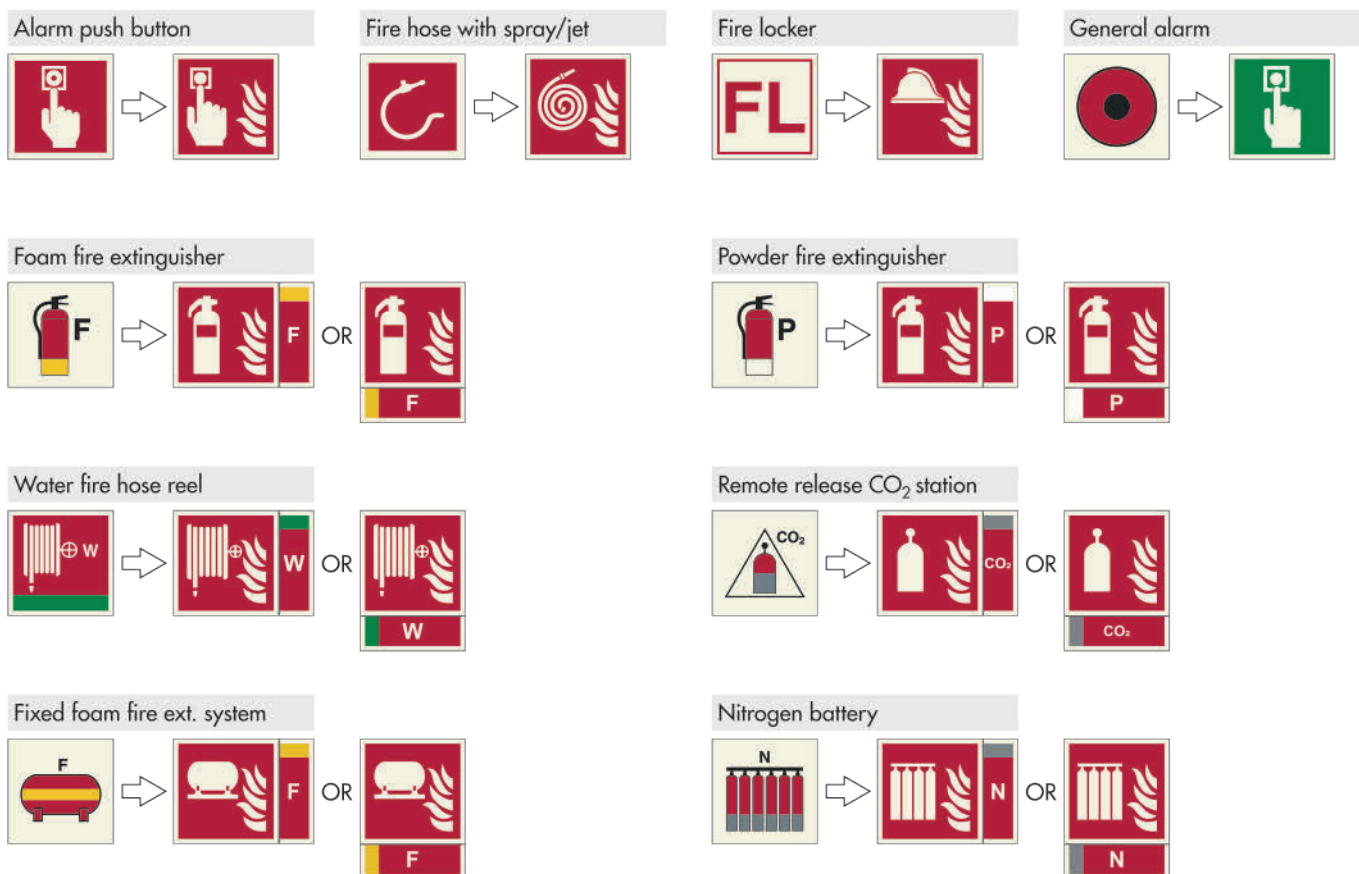 Alarm push button
Fire hose with spray/jet
Fire locker
General alarm
FL
Foam fire extinguisher
Powder fire extinguisher
F
F
OR
F
P
P
OR
P
Water fire hose reel
Remote release CO₂ station
W
W
OR
W
CO₂
CO₂
OR
CO₂
Fixed foam fire ext. system
Nitrogen battery
F
F
OR
F
N
N
OR
N